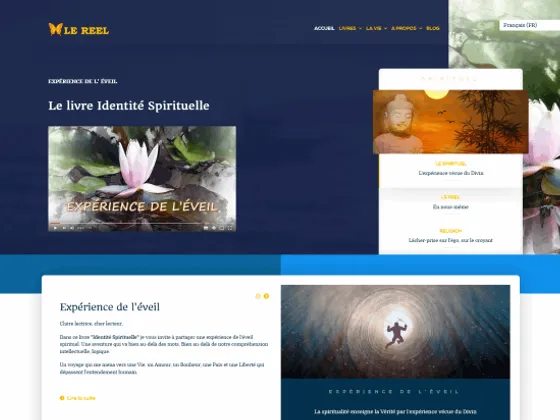 LE REEL
ACCUEIL LIVRES LA VIE A PROPOS BLOG
Français (FR)
EXPÉRIENCE DE L' ÉVEIL
Le livre Identité Spirituelle
EXPÉRIENCE DE L'ÉVEIL
SPIRITUEL
LE SPIRITUEL
L'expérience vécue du Divin
LE REEL
En nous-même
RELIGION
Lâcher-prise sur l'égo, sur le croyant
Expérience de l'éveil
Chère lectrice, cher lecteur,
Dans ce livre "Identité Spirituelle" je vous invite à partager une expérience de l'éveil
spirituel. Une aventure qui va bien au-delà des mots. Bien au-delà de notre compréhension
intellectuelle, logique.
Un voyage qui me mena vers une Vie, un Amour, un Bonheur, une Paix et une Liberté qui
dépassent l'entendement humain.
Lire la suite
EXPÉRIENCE DE L'ÉVEIL
La spiritualité enseigne la Vérité par l'expérience vécue du Divin